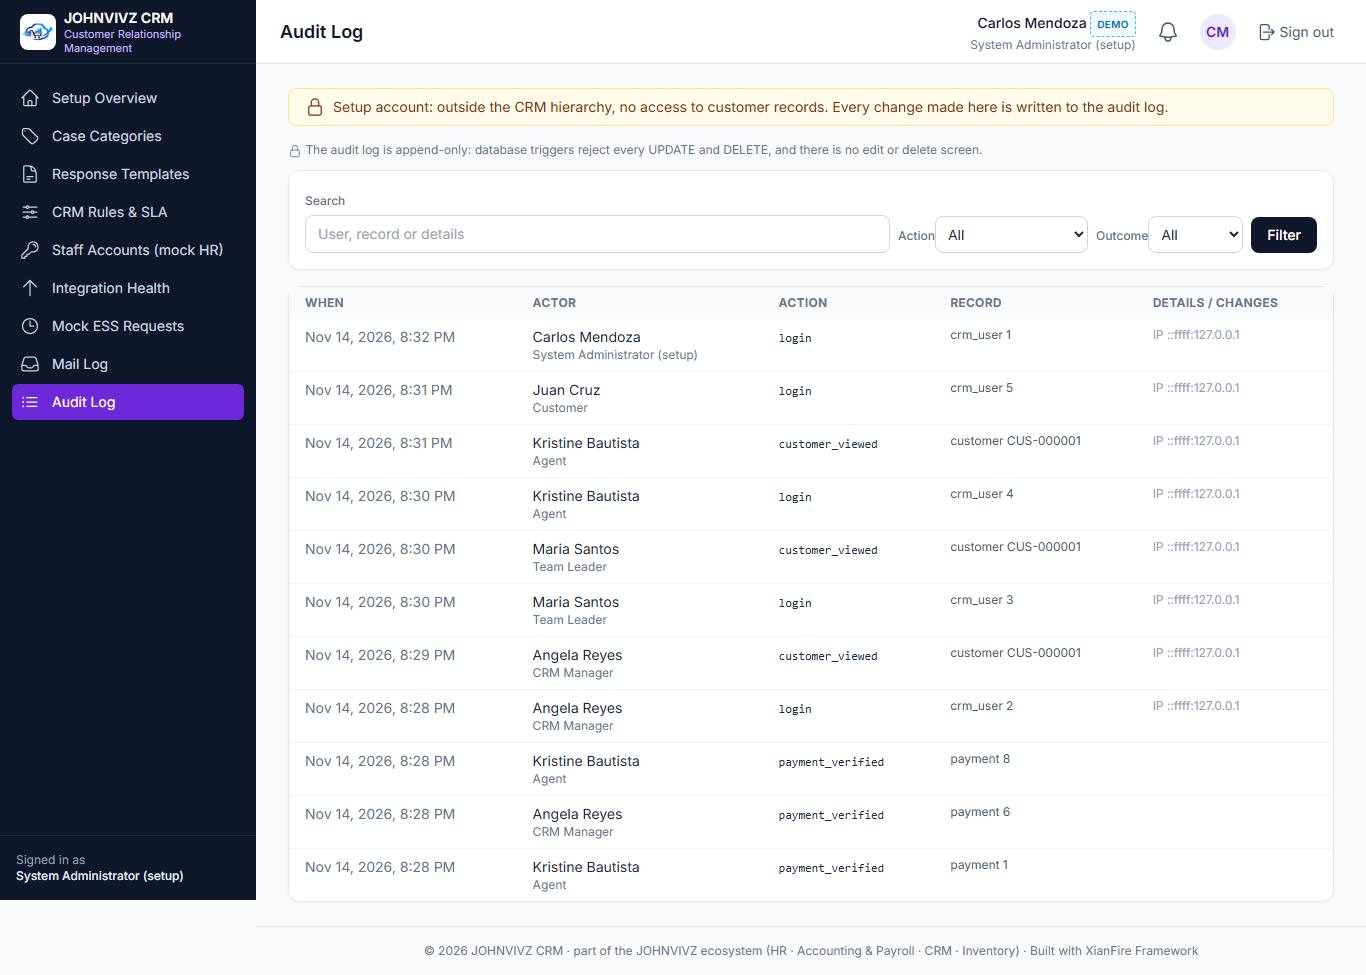 JOHNVIVZ CRM
Customer Relationship
Management
Setup Overview
Case Categories
Response Templates
CRM Rules & SLA
Staff Accounts (mock HR)
Integration Health
Mock ESS Requests
Mail Log
Audit Log
Signed in as
System Administrator (setup)
Audit Log
Carlos Mendoza DEMO
System Administrator (setup)
CM
Sign out
Setup account: outside the CRM hierarchy, no access to customer records. Every change made here is written to the audit log.
The audit log is append-only: database triggers reject every UPDATE and DELETE, and there is no edit or delete screen.
Search
User, record or details Action All Outcome All Filter
WHEN ACTOR ACTION RECORD DETAILS / CHANGES
Nov 14, 2026, 8:32 PM Carlos Mendoza login crm_user 1 IP ::ffff:127.0.0.1
System Administrator (setup)
Nov 14, 2026, 8:31 PM Juan Cruz login crm_user 5 IP ::ffff:127.0.0.1
Customer
Nov 14, 2026, 8:31 PM Kristine Bautista customer_viewed customer CUS-000001 IP ::ffff:127.0.0.1
Agent
Nov 14, 2026, 8:30 PM Kristine Bautista login crm_user 4 IP ::ffff:127.0.0.1
Agent
Nov 14, 2026, 8:30 PM Maria Santos customer_viewed customer CUS-000001 IP ::ffff:127.0.0.1
Team Leader
Nov 14, 2026, 8:30 PM Maria Santos login crm_user 3 IP ::ffff:127.0.0.1
Team Leader
Nov 14, 2026, 8:29 PM Angela Reyes customer_viewed customer CUS-000001 IP ::ffff:127.0.0.1
CRM Manager
Nov 14, 2026, 8:28 PM Angela Reyes login crm_user 2 IP ::ffff:127.0.0.1
CRM Manager
Nov 14, 2026, 8:28 PM Kristine Bautista payment_verified payment 8
Agent
Nov 14, 2026, 8:28 PM Angela Reyes payment_verified payment 6
CRM Manager
Nov 14, 2026, 8:28 PM Kristine Bautista payment_verified payment 1
Agent
© 2026 JOHNVIVZ CRM · part of the JOHNVIVZ ecosystem (HR · Accounting & Payroll · CRM · Inventory) · Built with XianFire Framework